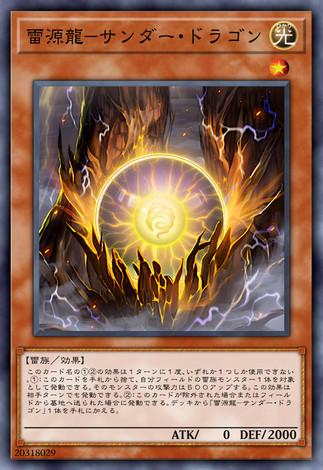 雷源龍－サンダー・ドラゴン
光
【雷族／効果】
このカード名の①②の効果は１ターンに１度、いずれか１つしか使用できない。
①：このカードを手札から捨て、自分フィールドの雷族モンスター１体を対象
として発動できる。そのモンスターの攻撃力は５００アップする。この効果は
相手ターンでも発動できる。②：このカードが除外された場合またはフィール
ドから墓地へ送られた場合に発動できる。デッキから「雷源龍－サンダー・ドラ
ゴン」１体を手札に加える。
ATK/ 0 DEF/2000
20318029